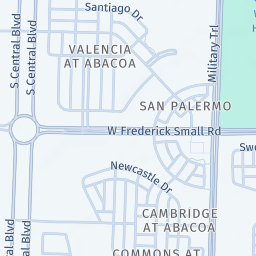 Santiago Dr
S Central Blvd
S Central Blvd
VALENCIA
AT ABACOA
Military Trl
SAN PALERMO
W Frederick Small Rd
Newcastle Dr
CAMBRIDGE
AT ABACOA
COMMONS AT